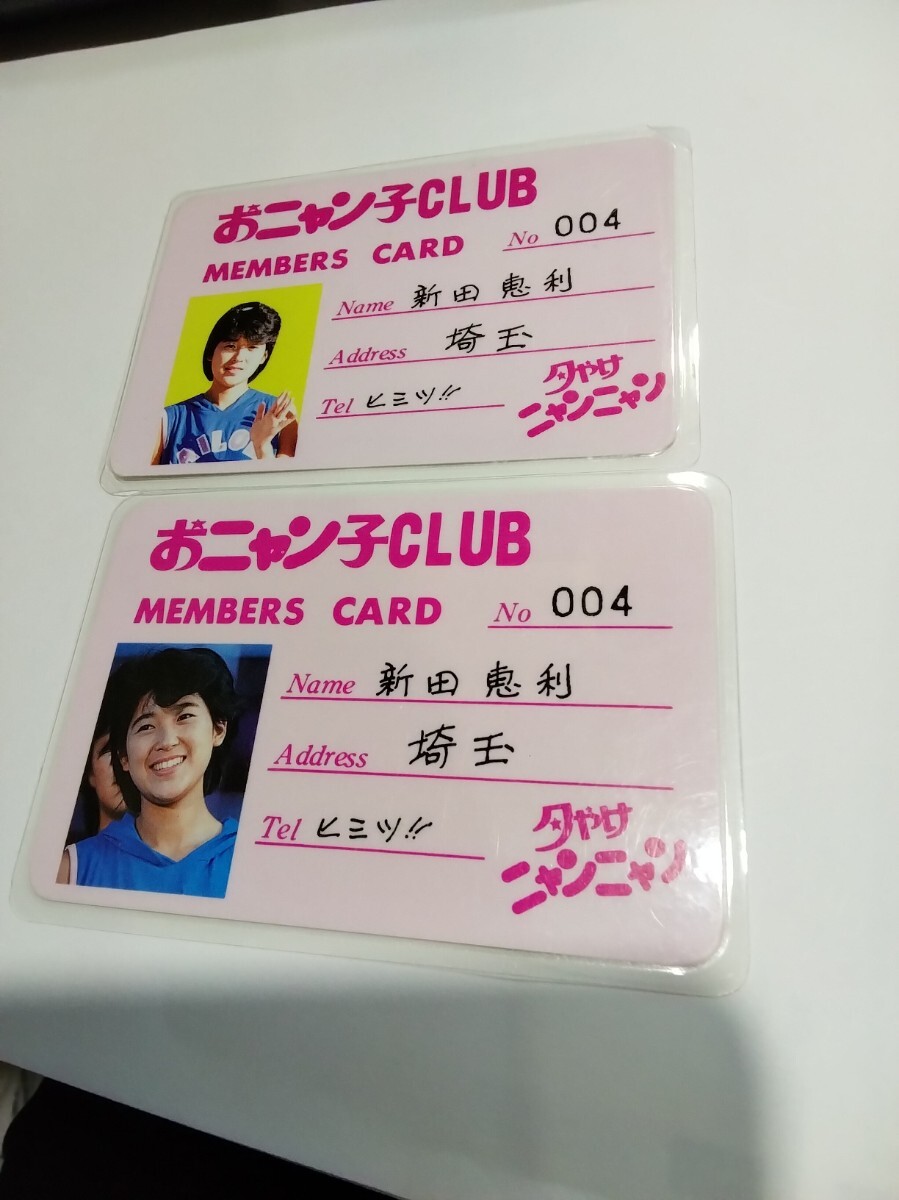 おニャン子CLUB
MEMBERS CARD No 004
Name 新田恵利
Address 埼玉
Tel ヒミツ!!
夕やけ
ニャンニャン
おニャン子CLUB
MEMBERS CARD No 004
Name 新田恵利
Address 埼玉
Tel ヒミツ!!
夕やけ
ニャンニャン